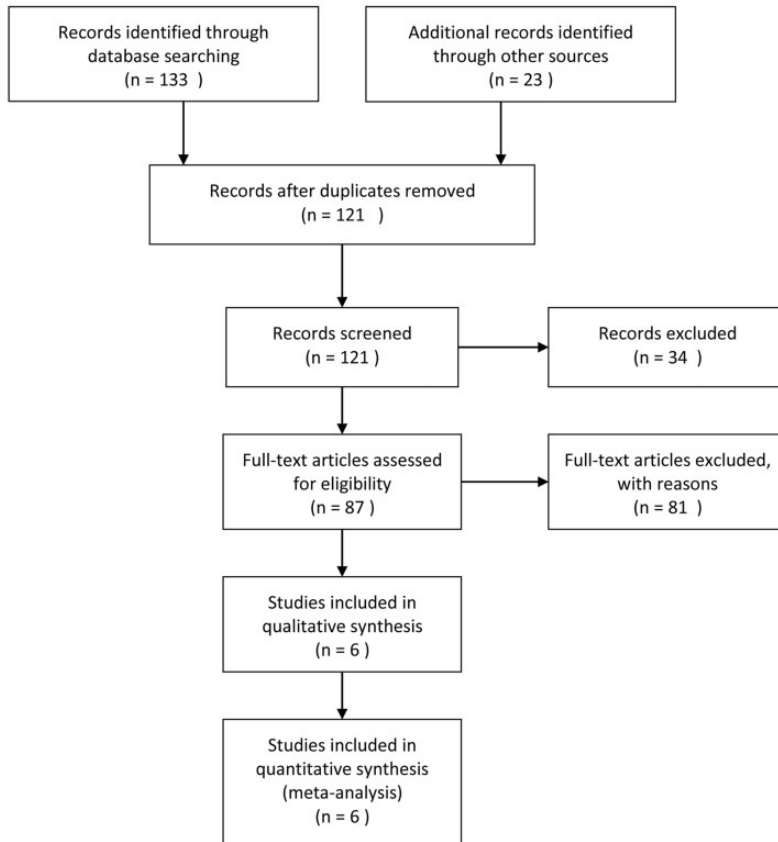 Records identified through
database searching
(n = 133 )
Additional records identified
through other sources
(n = 23 )
Records after duplicates removed
(n = 121 )
Records screened
(n = 121 )
Records excluded
(n = 34 )
Full-text articles assessed
for eligibility
(n = 87 )
Full-text articles excluded,
with reasons
(n = 81 )
Studies included in
qualitative synthesis
(n = 6 )
Studies included in
quantitative synthesis
(meta-analysis)
(n = 6 )